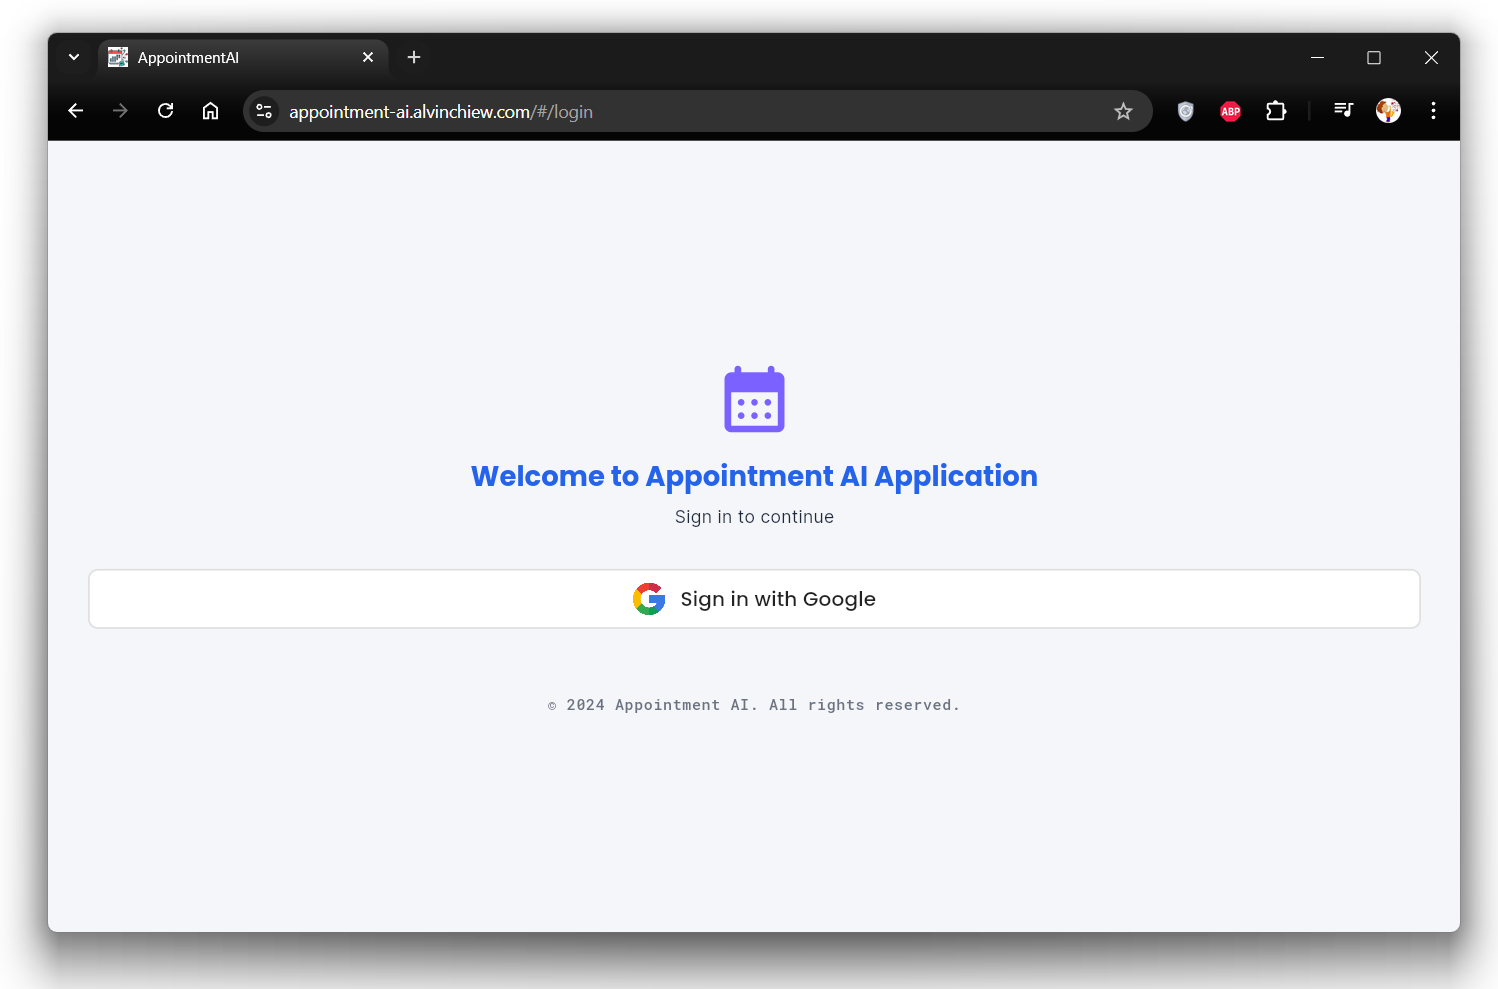 AppointmentAI
appointment-ai.alvinchiew.com/#/login
ABP
Welcome to Appointment AI Application
Sign in to continue
Sign in with Google
© 2024 Appointment AI. All rights reserved.